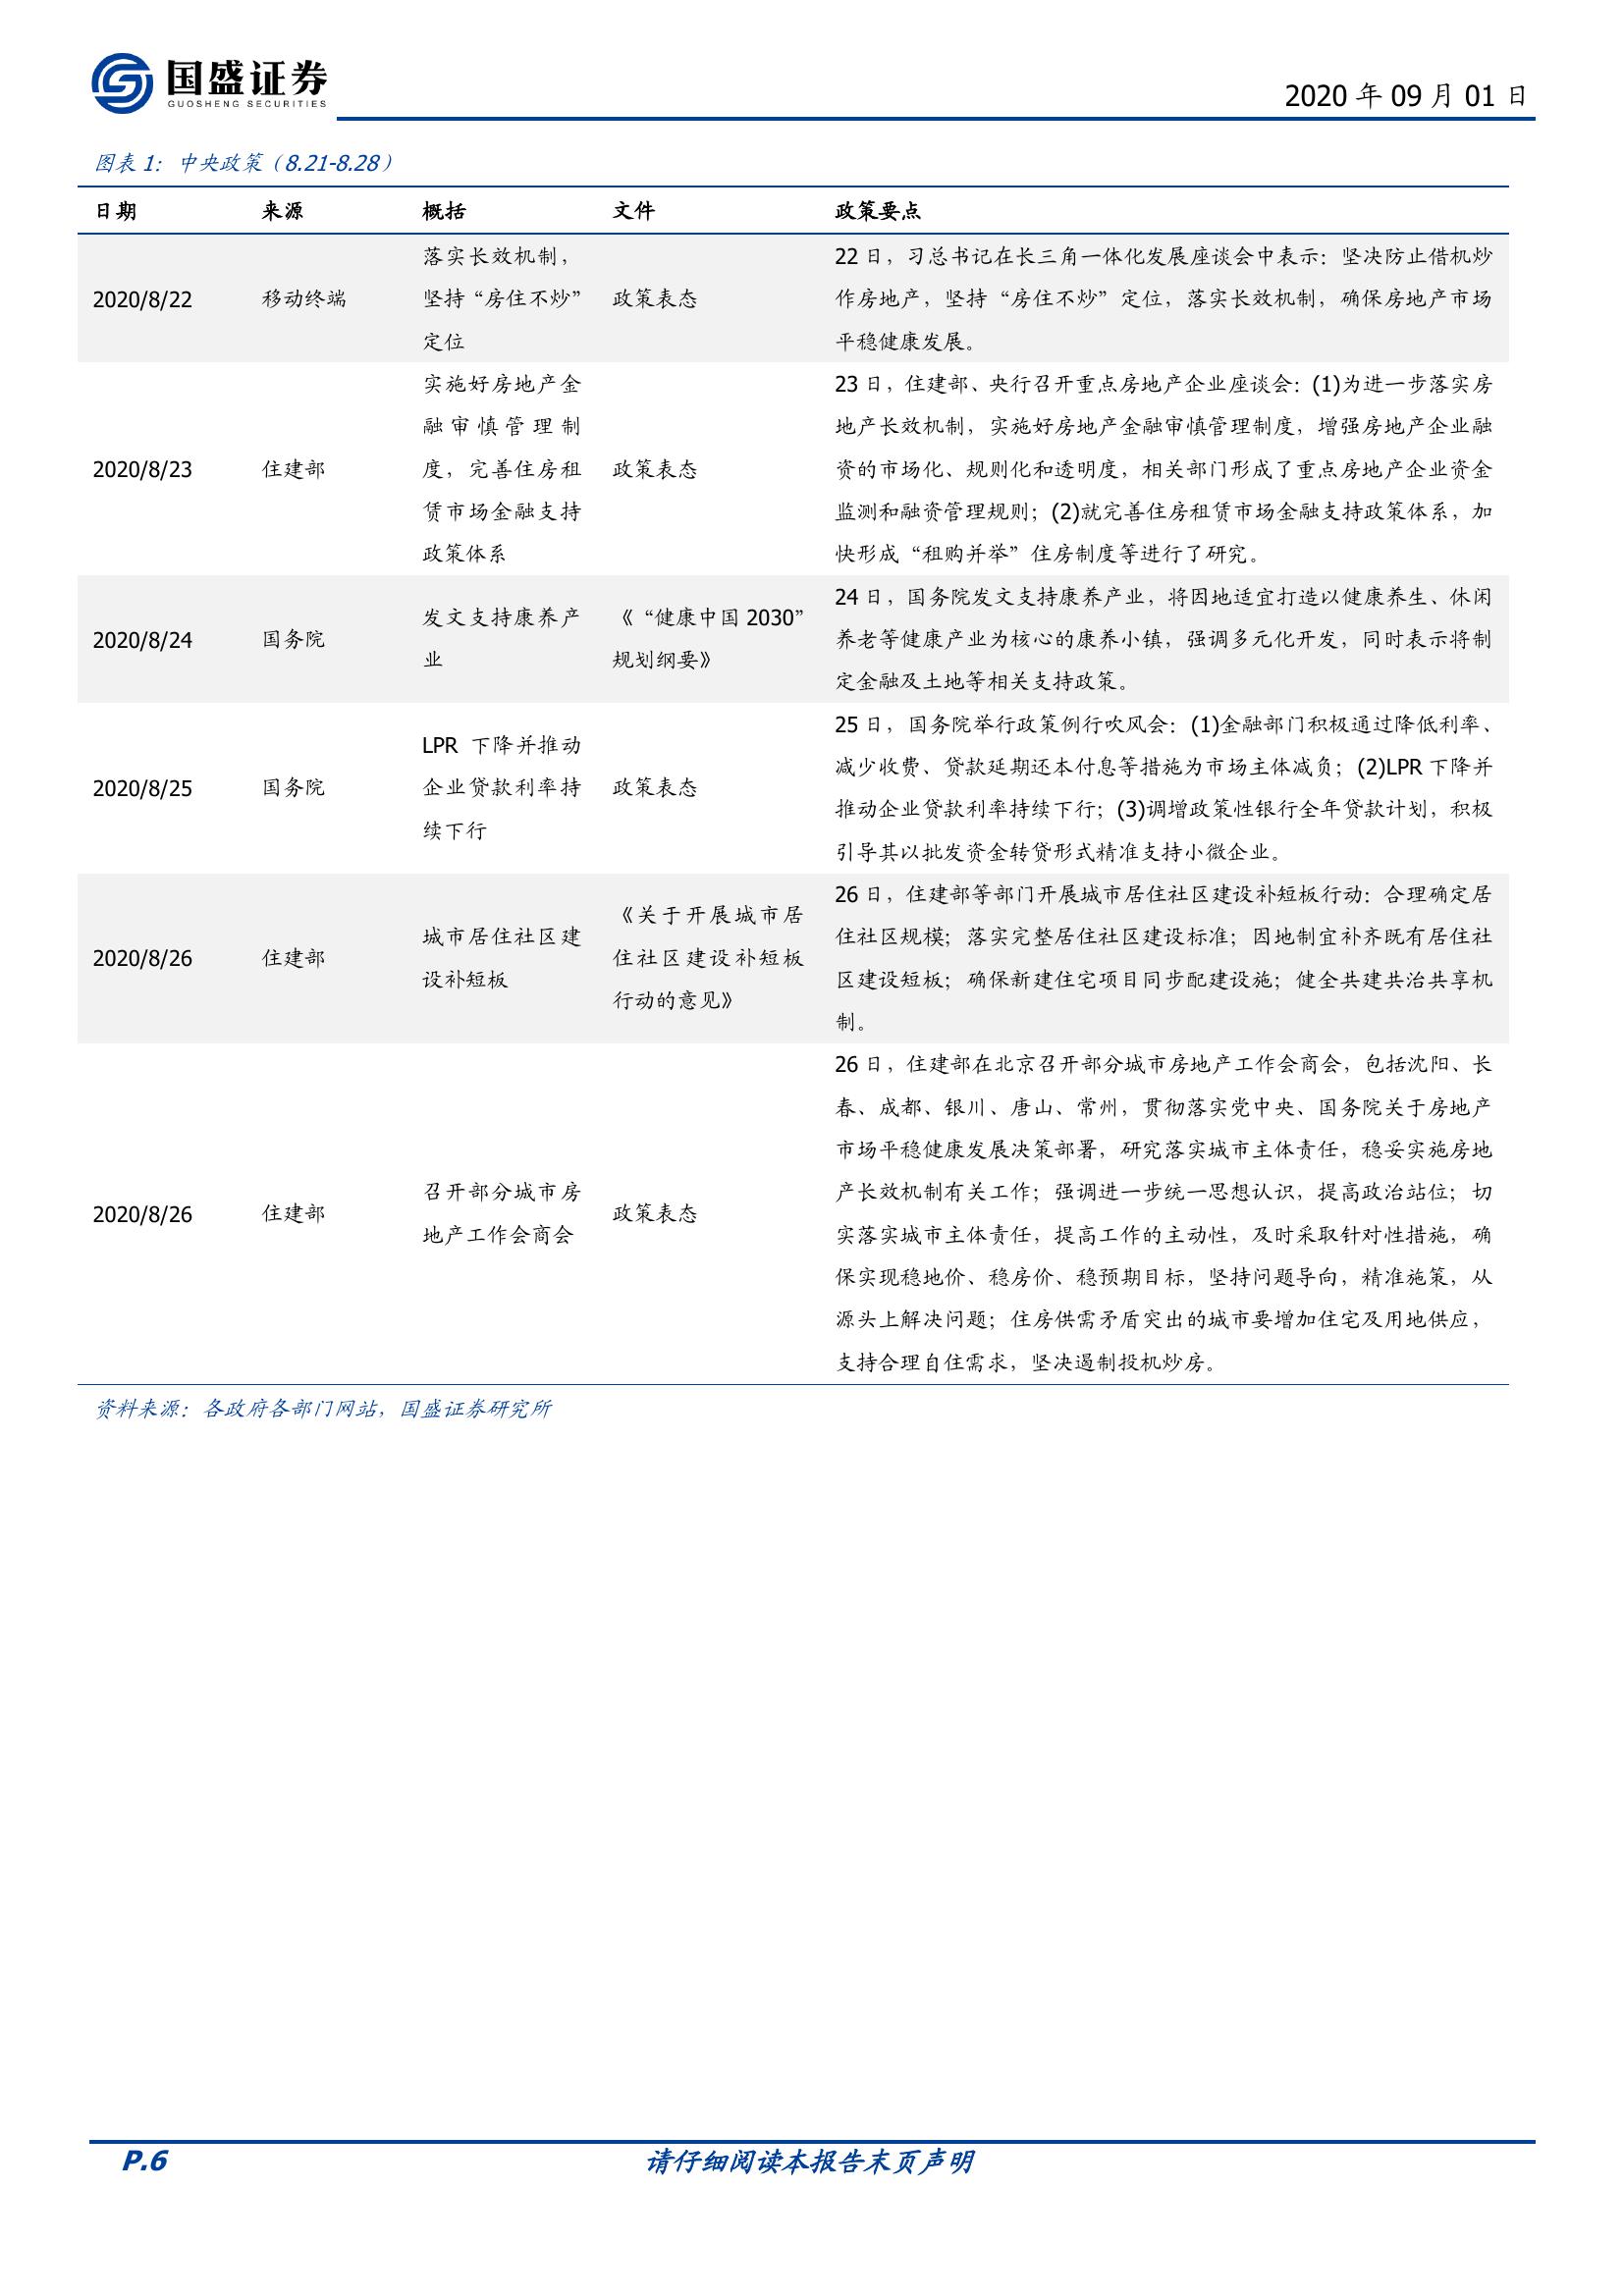 国盛证券
GUOSHENG SECURITIES
2020 年 09 月 01 日
图表 1：中央政策（8.21-8.28）
日期 来源 概括 文件 政策要点
2020/8/22
移动终端
落实长效机制，
坚持“房住不炒”
定位
政策表态
22 日，习总书记在长三角一体化发展座谈会中表示：坚决防止借机炒
作房地产，坚持“房住不炒”定位，落实长效机制，确保房地产市场
平稳健康发展。
2020/8/23
住建部
实施好房地产金
融审慎管理制
度，完善住房租
赁市场金融支持
政策体系
政策表态
23 日，住建部、央行召开重点房地产企业座谈会：(1)为进一步落实房
地产长效机制，实施好房地产金融审慎管理制度，增强房地产企业融
资的市场化、规则化和透明度，相关部门形成了重点房地产企业资金
监测和融资管理规则；(2)就完善住房租赁市场金融支持政策体系，加
快形成“租购并举”住房制度等进行了研究。
2020/8/24
国务院
发文支持康养产
业
《“健康中国 2030”
规划纲要》
24 日，国务院发文支持康养产业，将因地适宜打造以健康养生、休闲
养老等健康产业为核心的康养小镇，强调多元化开发，同时表示将制
定金融及土地等相关支持政策。
2020/8/25
国务院
LPR 下降并推动
企业贷款利率持
续下行
政策表态
25 日，国务院举行政策例行吹风会：(1)金融部门积极通过降低利率、
减少收费、贷款延期还本付息等措施为市场主体减负；(2)LPR 下降并
推动企业贷款利率持续下行；(3)调增政策性银行全年贷款计划，积极
引导其以批发资金转贷形式精准支持小微企业。
2020/8/26
住建部
城市居住社区建
设补短板
《关于开展城市居
住社区建设补短板
行动的意见》
26 日，住建部等部门开展城市居住社区建设补短板行动：合理确定居
住社区规模；落实完整居住社区建设标准；因地制宜补齐既有居住社
区建设短板；确保新建住宅项目同步配建设施；健全共建共治共享机
制。
2020/8/26
住建部
召开部分城市房
地产工作会商会
政策表态
26 日，住建部在北京召开部分城市房地产工作会商会，包括沈阳、长
春、成都、银川、唐山、常州，贯彻落实党中央、国务院关于房地产
市场平稳健康发展决策部署，研究落实城市主体责任，稳妥实施房地
产长效机制有关工作；强调进一步统一思想认识，提高政治站位；切
实落实城市主体责任，提高工作的主动性，及时采取针对性措施，确
保实现稳地价、稳房价、稳预期目标，坚持问题导向，精准施策，从
源头上解决问题；住房供需矛盾突出的城市要增加住宅及用地供应，
支持合理自住需求，坚决遏制投机炒房。
资料来源：各政府各部门网站，国盛证券研究所
P.6
请仔细阅读本报告末页声明